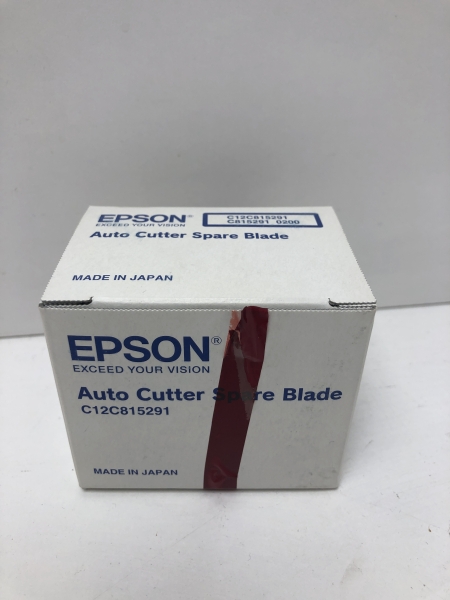 EPSON®
EXCEED YOUR VISION
C12C815291
C815291 0200
Auto Cutter Spare Blade
MADE IN JAPAN
EPSON®
EXCEED YOUR VISION
Auto Cutter Spare Blade
C12C815291
MADE IN JAPAN